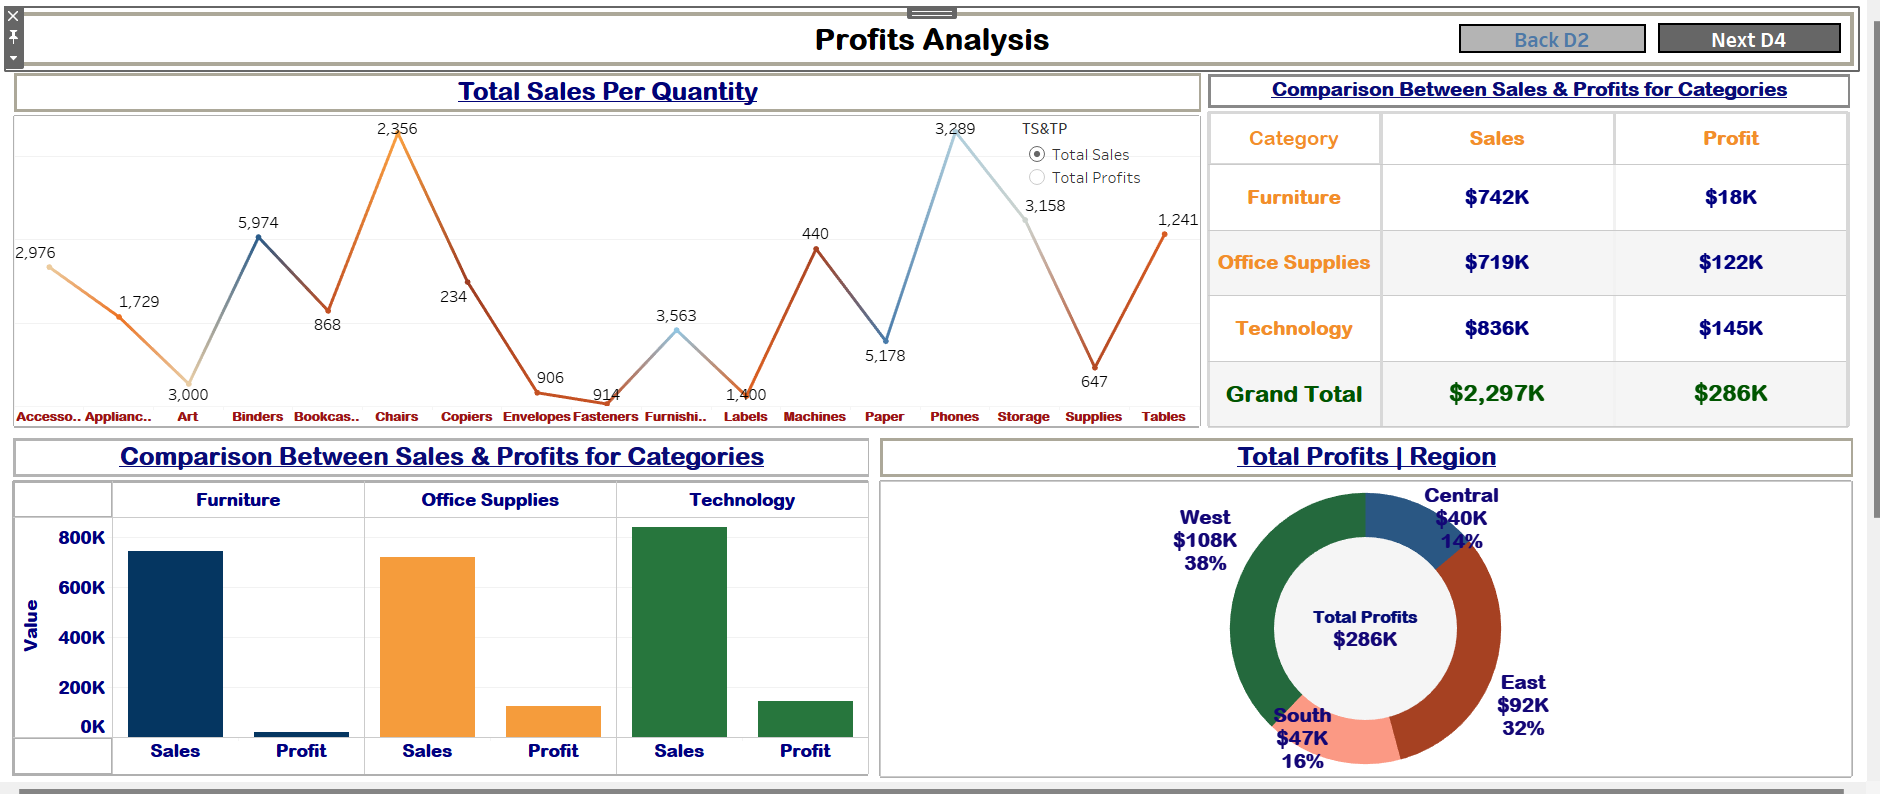 Profits Analysis
Back D2
Next D4
Total Sales Per Quantity
2,976
1,729
3,000
5,974
868
2,356
234
906
914
3,563
1,400
440
5,178
3,289
3,158
647
1,241
TS&TP
Total Sales
Total Profits
Accesso.. Applianc.. Art Binders Bookcas.. Chairs Copiers Envelopes Fasteners Furnishi.. Labels Machines Paper Phones Storage Supplies Tables
Comparison Between Sales & Profits for Categories
Category Sales Profit
Furniture $742K $18K
Office Supplies $719K $122K
Technology $836K $145K
Grand Total $2,297K $286K
Comparison Between Sales & Profits for Categories
Furniture Office Supplies Technology
Value
800K
600K
400K
200K
0K
Sales Profit Sales Profit Sales Profit
Total Profits | Region
Central
$40K
14%
West
$108K
38%
Total Profits
$286K
East
$92K
32%
South
$47K
16%